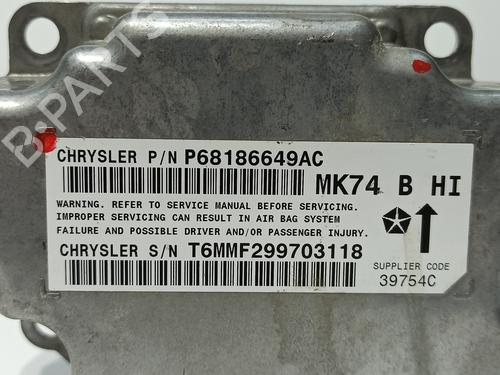 B-PARTS
CHRYSLER P/N P68186649AC
MK74 B HI
WARNING. REFER TO SERVICE MANUAL BEFORE SERVICING.
IMPROPER SERVICING CAN RESULT IN AIR BAG SYSTEM
FAILURE AND POSSIBLE DRIVER AND/OR PASSENGER INJURY.
CHRYSLER S/N T6MMF299703118
SUPPLIER CODE
39754C